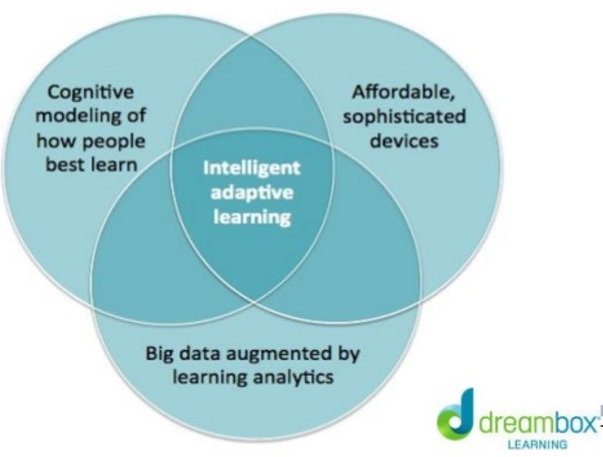 Cognitive
modeling of
how people
best learn
Affordable,
sophisticated
devices
Intelligent
adaptive
learning
Big data augmented by
learning analytics
dreambox
LEARNING